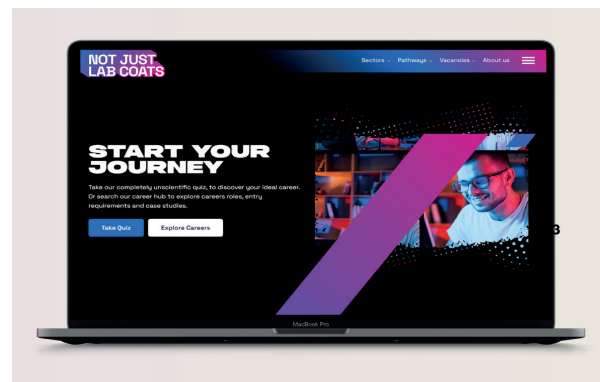 NOT JUST
LAB COATS
Sectors
Pathways
Vacancies
About us
START YOUR
JOURNEY
Take our completely unscientific quiz, to discover your ideal career.
Or search our career hub to explore careers roles, entry
requirements and case studies.
Take Quiz
Explore Careers
3
MacBook Pro